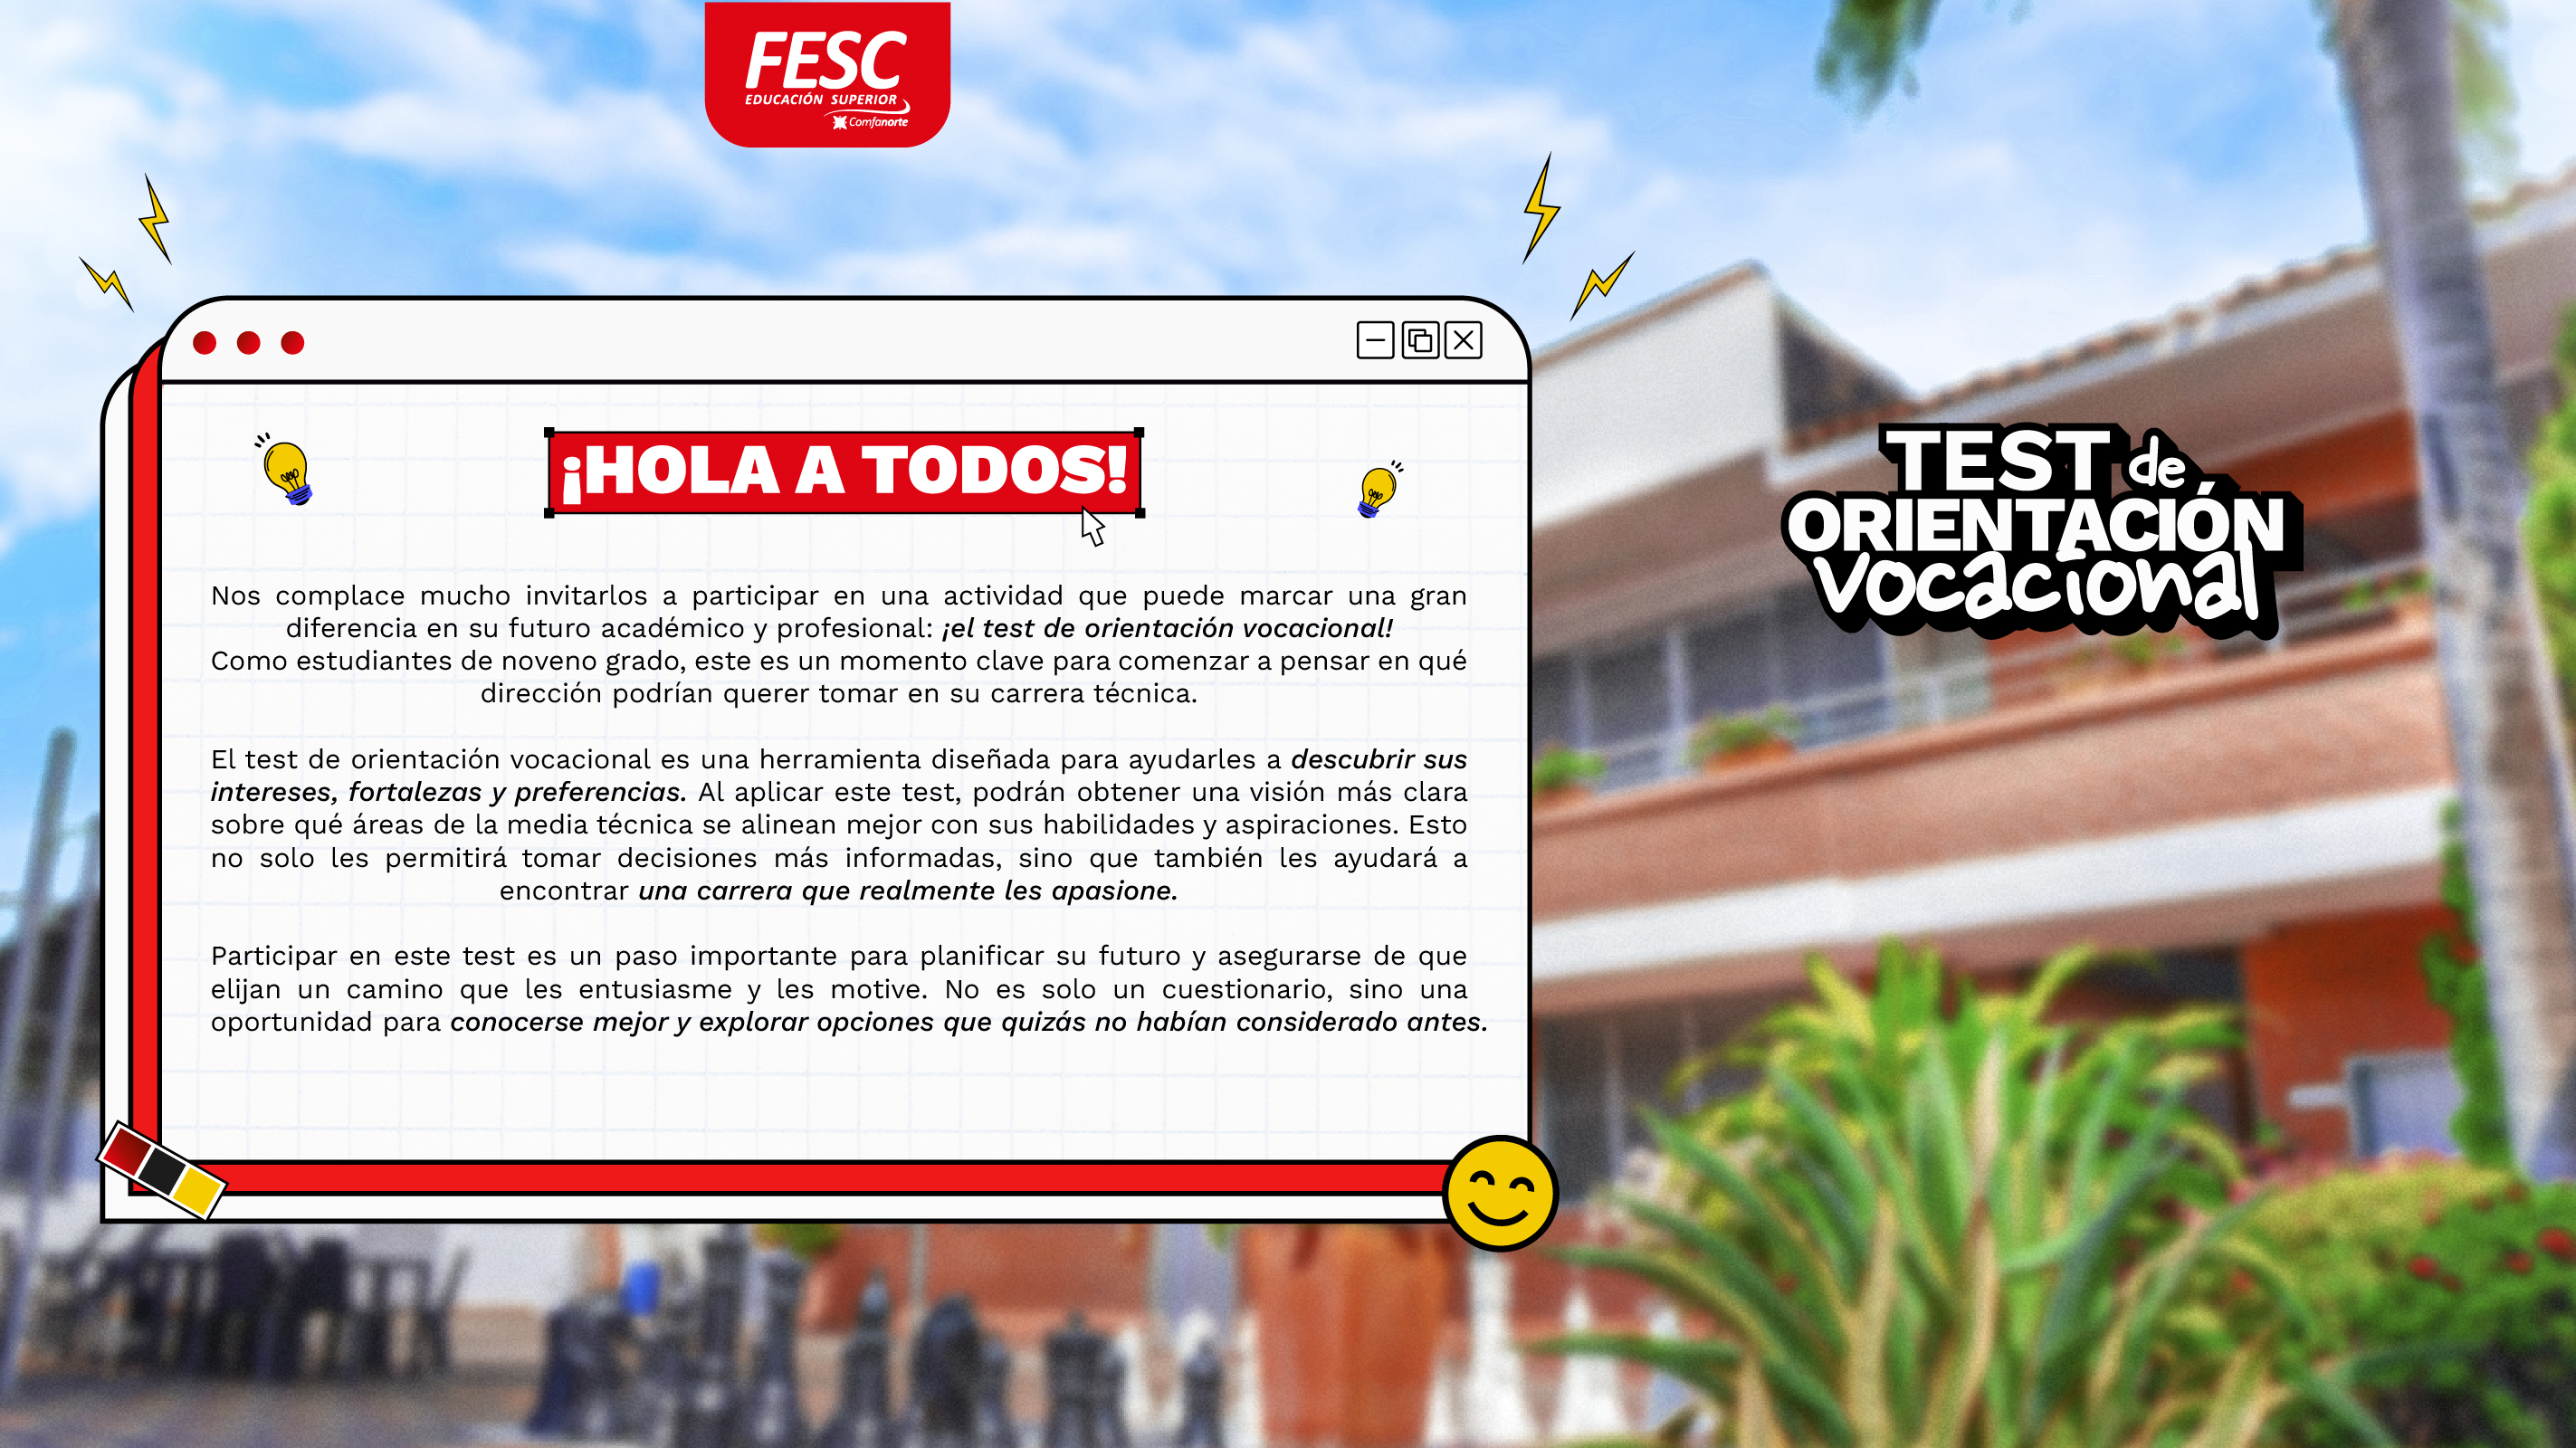 FESC
EDUCACIÓN SUPERIOR
Comfanorte
¡HOLA A TODOS!
TEST de
ORIENTACIÓN
vocacional
Nos complace mucho invitarlos a participar en una actividad que puede marcar una gran
diferencia en su futuro académico y profesional: ¡el test de orientación vocacional!
Como estudiantes de noveno grado, este es un momento clave para comenzar a pensar en qué
dirección podrían querer tomar en su carrera técnica.
El test de orientación vocacional es una herramienta diseñada para ayudarles a descubrir sus
intereses, fortalezas y preferencias. Al aplicar este test, podrán obtener una visión más clara
sobre qué áreas de la media técnica se alinean mejor con sus habilidades y aspiraciones. Esto
no solo les permitirá tomar decisiones más informadas, sino que también les ayudará a
encontrar una carrera que realmente les apasione.
Participar en este test es un paso importante para planificar su futuro y asegurarse de que
elijan un camino que les entusiasme y les motive. No es solo un cuestionario, sino una
oportunidad para conocerse mejor y explorar opciones que quizás no habían considerado antes.